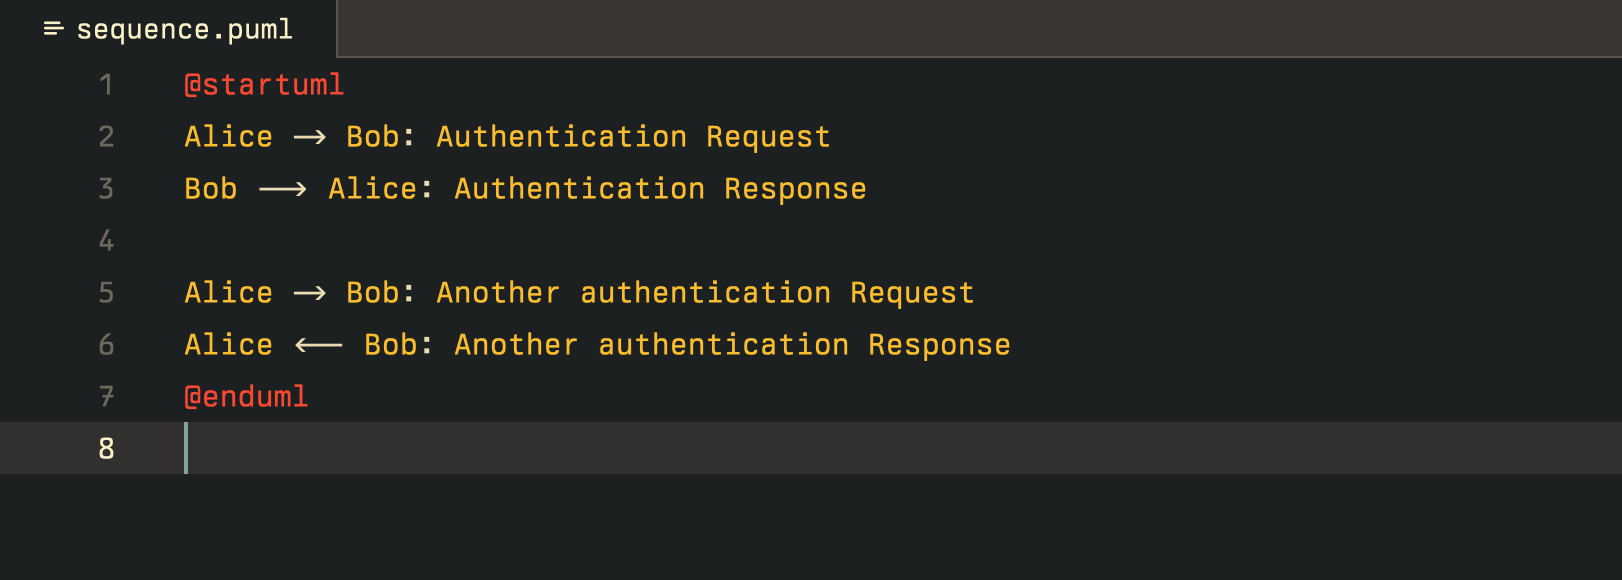 sequence.puml
1 @startuml
2 Alice -> Bob: Authentication Request
3 Bob --> Alice: Authentication Response
4
5 Alice -> Bob: Another authentication Request
6 Alice <-- Bob: Another authentication Response
7 @enduml
8